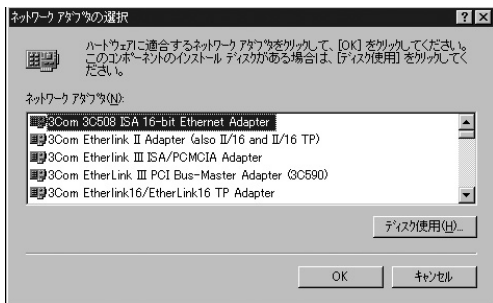 ネットワーク アダプタの選択
ハードウェアに適合するネットワーク アダプタをクリックして、[OK] をクリックしてください。
このコンポーネントのインストール ディスクがある場合は、[ディスク使用] をクリックしてく
ださい。
ネットワーク アダプタ(N):
3Com 3C508 ISA 16-bit Ethernet Adapter
3Com Etherlink II Adapter (also II/16 and II/16 TP)
3Com Etherlink III ISA/PCMCIA Adapter
3Com EtherLink III PCI Bus-Master Adapter (3C590)
3Com Etherlink16/EtherLink16 TP Adapter
ディスク使用(H)...
OK
キャンセル